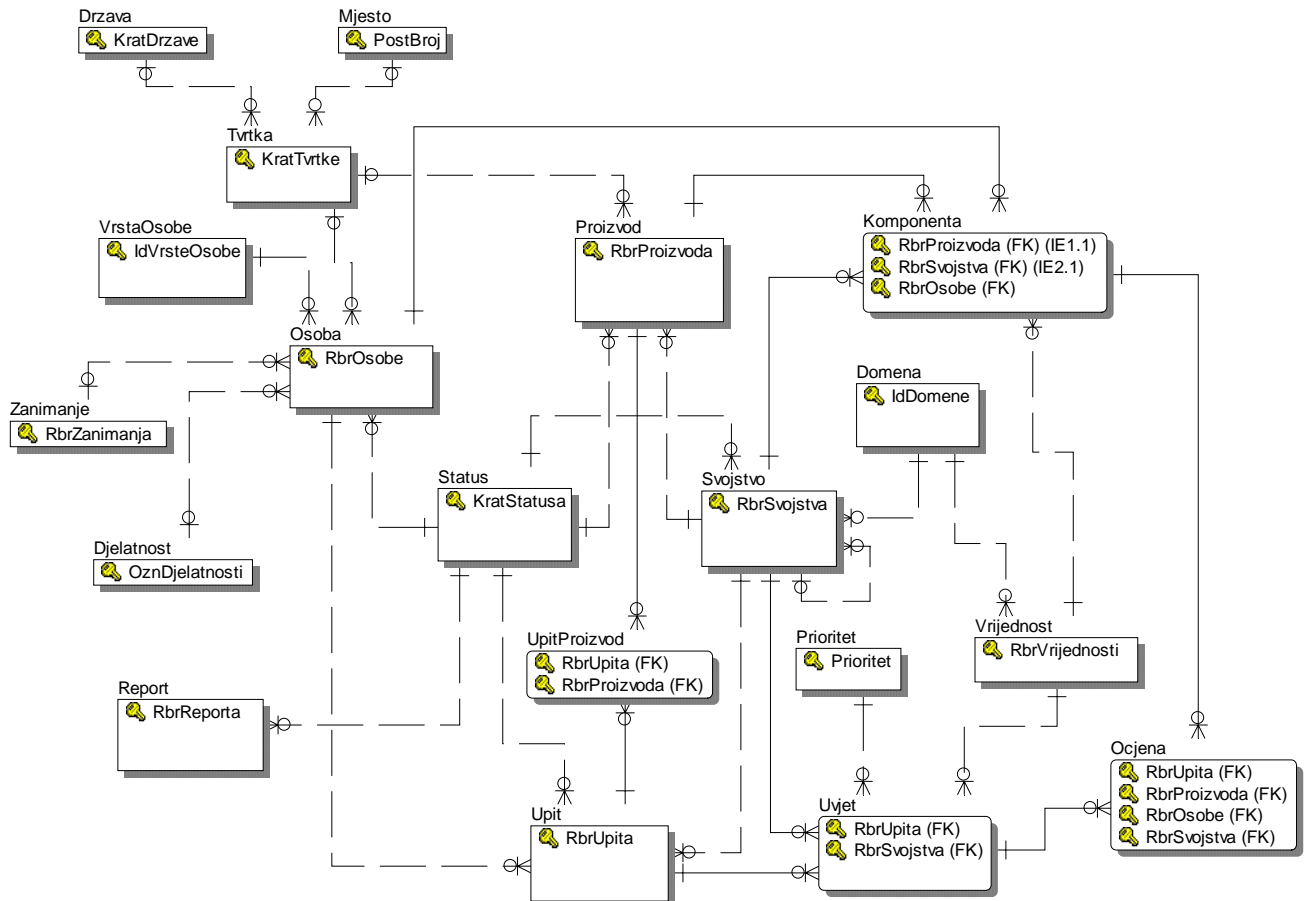 Drzava
KratDrzave
Mjesto
PostBroj
Tvrtka
KratTvrtke
VrstaOsobe
IdVrsteOsobe
Proizvod
RbrProizvoda
Komponenta
RbrProizvoda (FK) (IE1.1)
RbrSvojstva (FK) (IE2.1)
RbrOsobe (FK)
Osoba
RbrOsobe
Domena
IdDomene
Zanimanje
RbrZanimanja
Status
KratStatusa
Svojstvo
RbrSvojstva
Djelatnost
OznDjelatnosti
UpitProizvod
RbrUpita (FK)
RbrProizvoda (FK)
Prioritet
Prioritet
Vrijednost
RbrVrijednosti
Report
RbrReporta
Ocjena
RbrUpita (FK)
RbrProizvoda (FK)
RbrOsobe (FK)
RbrSvojstva (FK)
Upit
RbrUpita
Uvjet
RbrUpita (FK)
RbrSvojstva (FK)